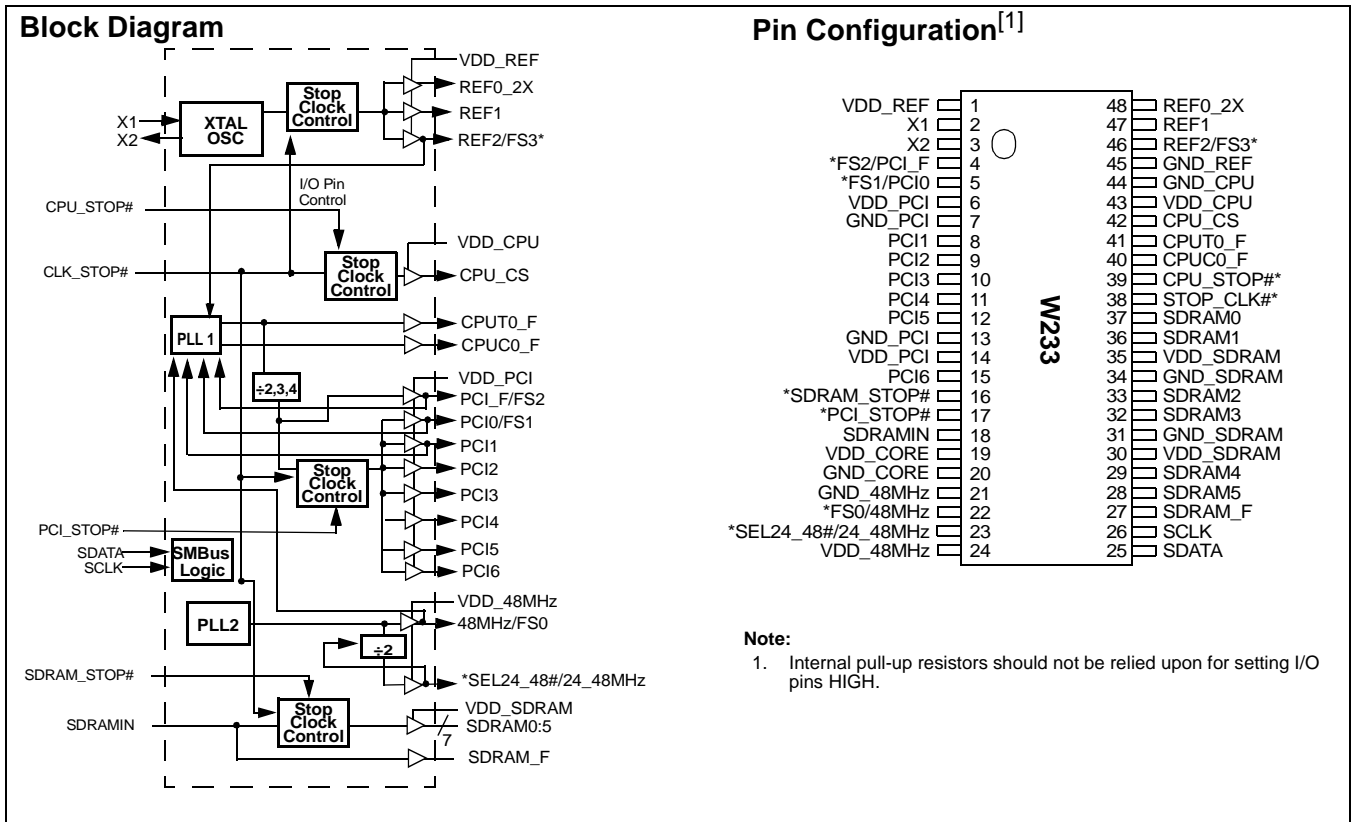 Block Diagram
VDD_REF
REF0_2X
REF1
REF2/FS3*
Stop
Clock
Control
XTAL
OSC
X1
X2
I/O Pin
Control
CPU_STOP#
VDD_CPU
CLK_STOP#
Stop
Clock
Control
CPU_CS
PLL 1
CPUT0_F
CPUC0_F
÷2,3,4
VDD_PCI
PCI_F/FS2
PCI0/FS1
PCI1
PCI2
Stop
Clock
Control
PCI3
PCI4
PCI5
PCI6
PCI_STOP#
SDATA
SCLK
SMBus
Logic
VDD_48MHz
48MHz/FS0
PLL2
÷2
SDRAM_STOP#
*SEL24_48#/24_48MHz
VDD_SDRAM
SDRAMIN
Stop
Clock
Control
SDRAM0:5
7
SDRAM_F
Pin Configuration[1]
VDD_REF 1 48 REF0_2X
X1 2 47 REF1
X2 3 46 REF2/FS3*
*FS2/PCI_F 4 45 GND_REF
*FS1/PCI0 5 44 GND_CPU
VDD_PCI 6 43 VDD_CPU
GND_PCI 7 42 CPU_CS
PCI1 8 41 CPUT0_F
PCI2 9 40 CPUC0_F
PCI3 10 39 CPU_STOP#*
PCI4 11 38 STOP_CLK#*
PCI5 12 37 SDRAM0
GND_PCI 13 36 SDRAM1
VDD_PCI 14 35 VDD_SDRAM
PCI6 15 34 GND_SDRAM
*SDRAM_STOP# 16 33 SDRAM2
*PCI_STOP# 17 32 SDRAM3
SDRAMIN 18 31 GND_SDRAM
VDD_CORE 19 30 VDD_SDRAM
GND_CORE 20 29 SDRAM4
GND_48MHz 21 28 SDRAM5
*FS0/48MHz 22 27 SDRAM_F
*SEL24_48#/24_48MHz 23 26 SCLK
VDD_48MHz 24 25 SDATA
W233
Note:
1. Internal pull-up resistors should not be relied upon for setting I/O
pins HIGH.